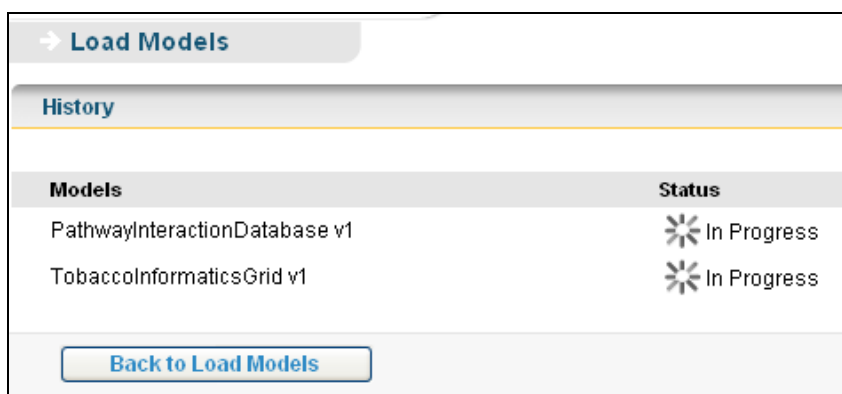 Load Models
History
Models Status
PathwayInteractionDatabase v1 In Progress
TobaccoInformaticsGrid v1 In Progress
Back to Load Models